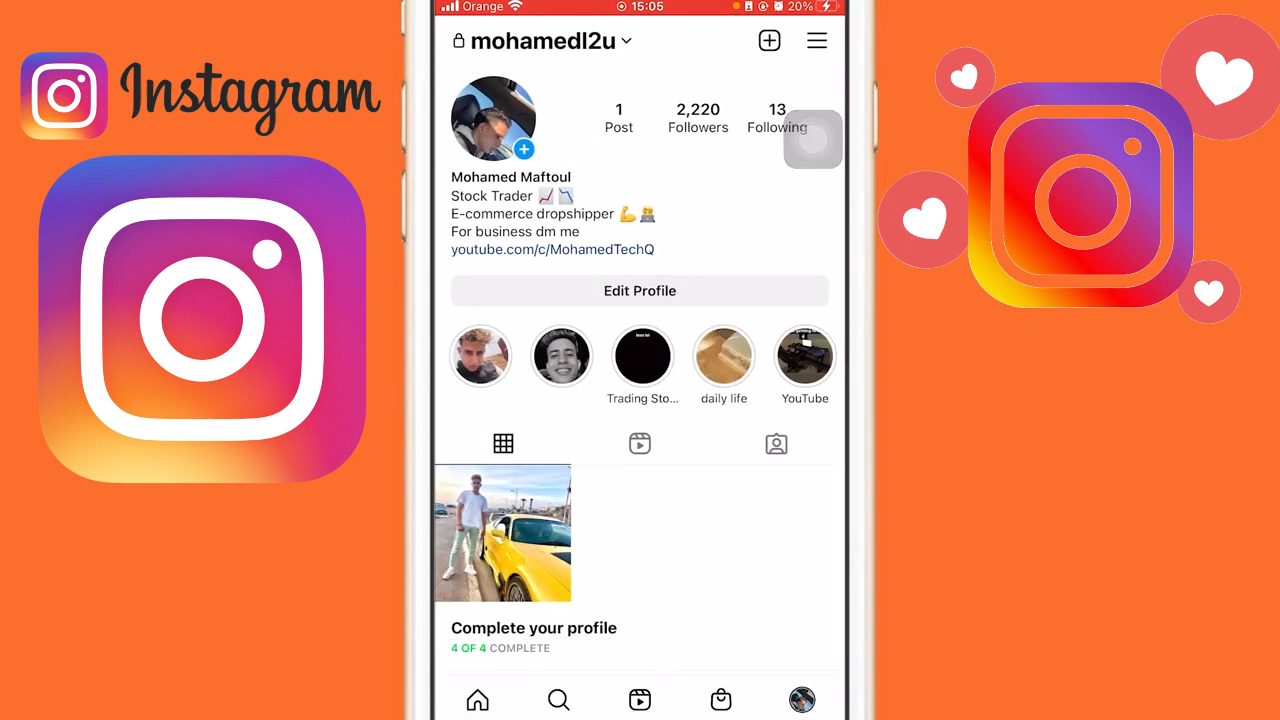 Instagram
Orange 15:05 20%
mohamedl2u
1 2,220 13
Post Followers Following
Mohamed Maftoul
Stock Trader 📈📉
E-commerce dropshipper 💪👨‍💻
For business dm me
youtube.com/c/MohamedTechQ
Edit Profile
Trading Sto... daily life YouTube
Complete your profile
4 OF 4 COMPLETE